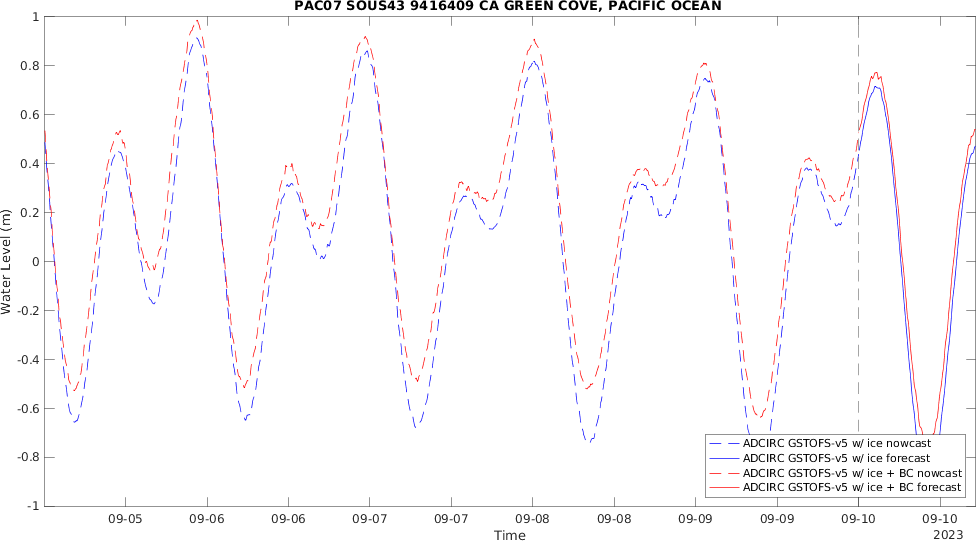 PAC07 SOUS43 9416409 CA GREEN COVE, PACIFIC OCEAN
Water Level (m)
1
0.8
0.6
0.4
0.2
0
-0.2
-0.4
-0.6
-0.8
-1
ADCIRC GSTOFS-v5 w/ ice nowcast
ADCIRC GSTOFS-v5 w/ ice forecast
ADCIRC GSTOFS-v5 w/ ice + BC nowcast
ADCIRC GSTOFS-v5 w/ ice + BC forecast
09-05 09-06 09-06 09-07 09-07 09-08 09-08 09-09 09-09 09-10 09-10
Time
2023